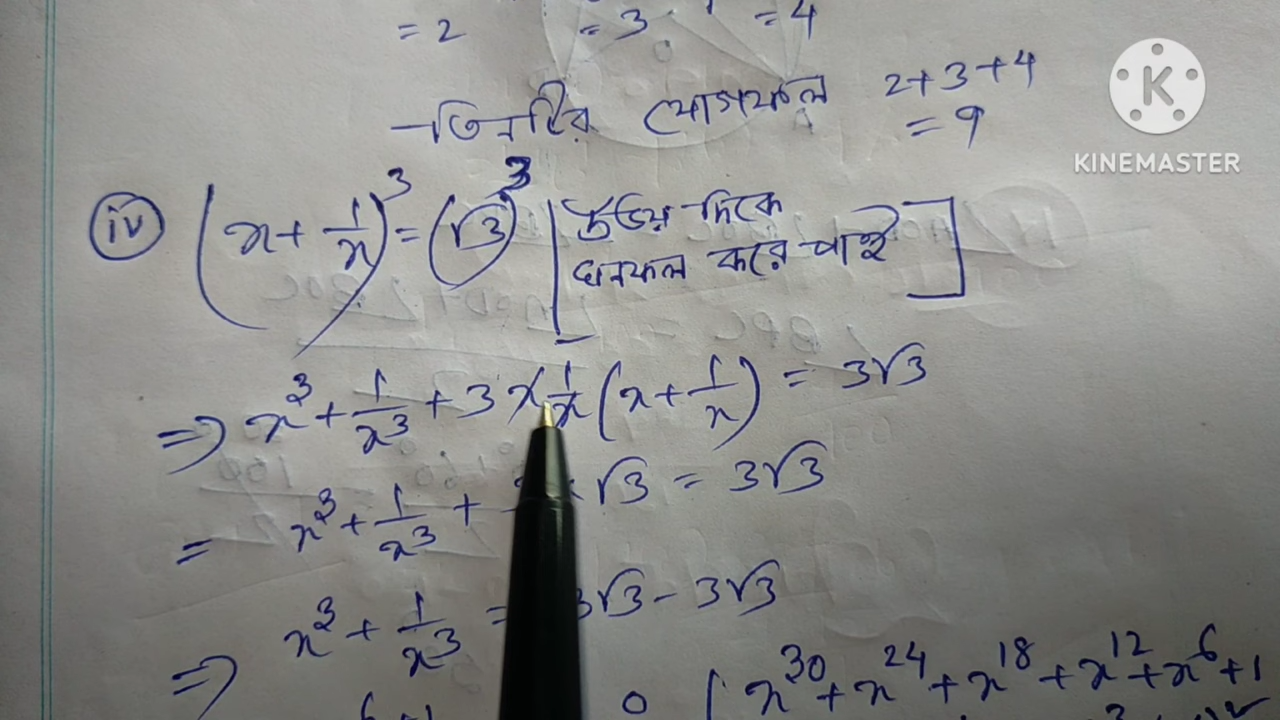 = 2 = 3 = 4
তিনটির যোগফল 2+3+4
= 9
KINEMASTER
(iv) (x + 1/x)³ = (√3)³ [উভয় দিকে
ঘনফল করে পাই]
⇒ x³ + 1/x³ + 3 x 1/x (x + 1/x) = 3√3
= x³ + 1/x³ + √3 = 3√3
⇒ x³ + 1/x³ = 3√3 - 3√3
0 ( x³⁰ + x²⁴ + x¹⁸ + x¹² + x⁶ + 1